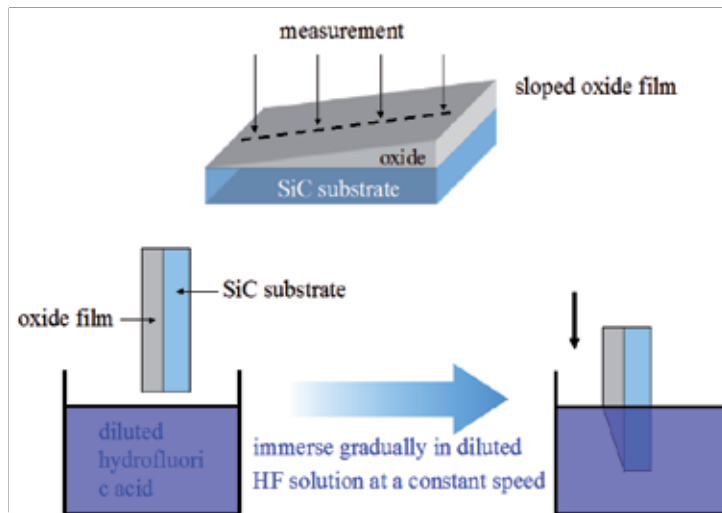 measurement
sloped oxide film
oxide
SiC substrate
SiC substrate
oxide film
diluted
hydrofluori
c acid
immerse gradually in diluted
HF solution at a constant speed